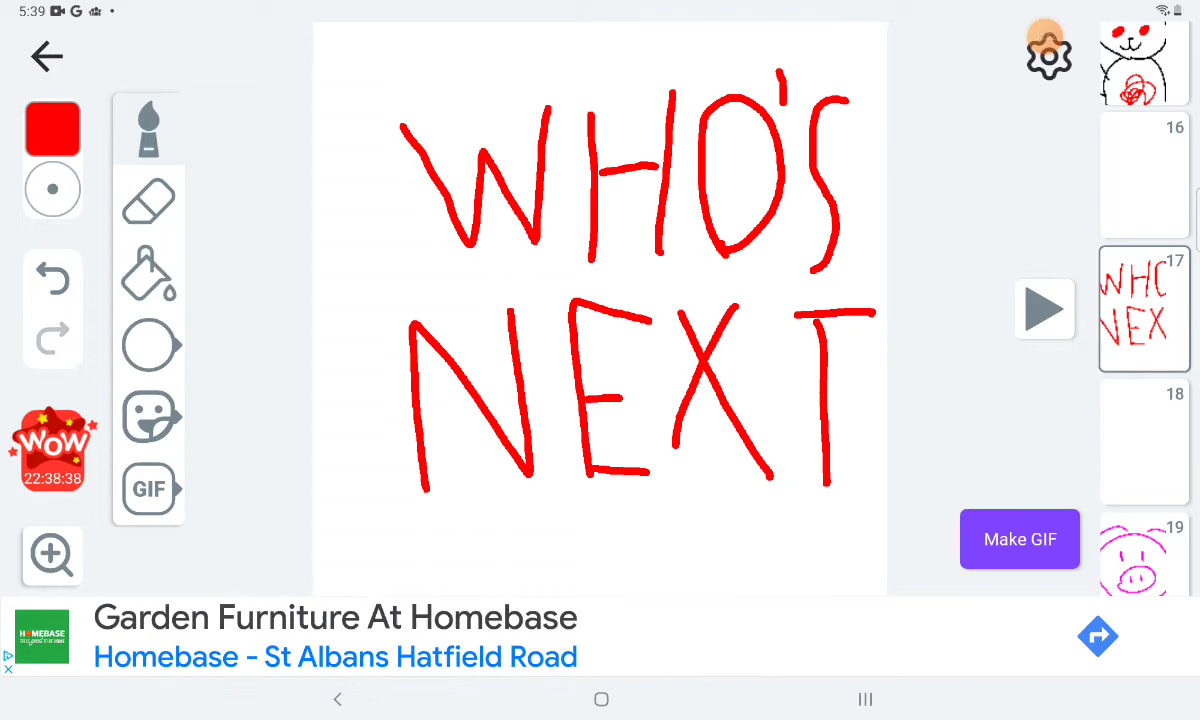 5:39
16
WHO'S
17
WHO
NEX
NEXT
18
WOW
22:38:38
GIF
Make GIF
19
Garden Furniture At Homebase
HOMEBASE
Homebase - St Albans Hatfield Road